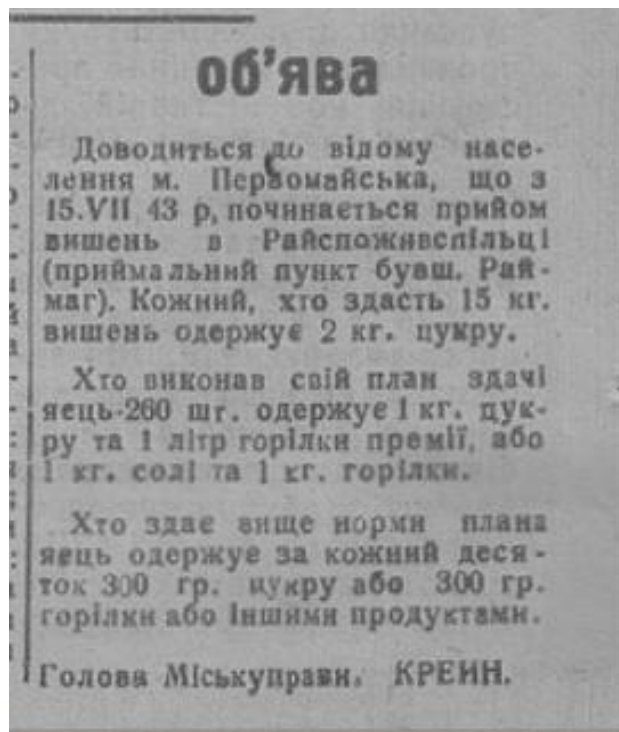 об'ява
Доводиться до відому насе-
лення м. Первомайська, що з
15.VII 43 р, починається прийом
вишень в Райспоживспільці
(приймальний пункт бувш. Рай-
маг). Кожний, хто здасть 15 кг.
вишень одержує 2 кг. цукру.
Хто виконав свій план здачі
яєць-260 шт. одержує 1 кг. цук-
ру та 1 літр горілки премії, або
1 кг. солі та 1 кг. горілки.
Хто здає вище норми плана
яець одержує за кожний деся-
ток 300 гр. цукру або 300 гр.
горілки або іншими продуктами.
Голова Міськуправи. КРЕНН.